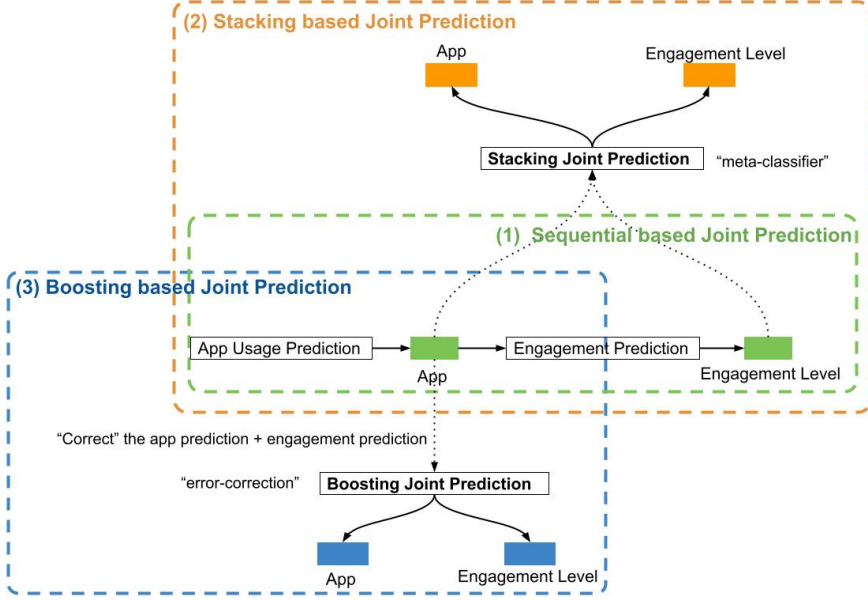 (2) Stacking based Joint Prediction
App
Engagement Level
Stacking Joint Prediction
“meta-classifier”
(1) Sequential based Joint Prediction
(3) Boosting based Joint Prediction
App Usage Prediction
Engagement Prediction
App
Engagement Level
“Correct” the app prediction + engagement prediction
“error-correction”
Boosting Joint Prediction
App
Engagement Level